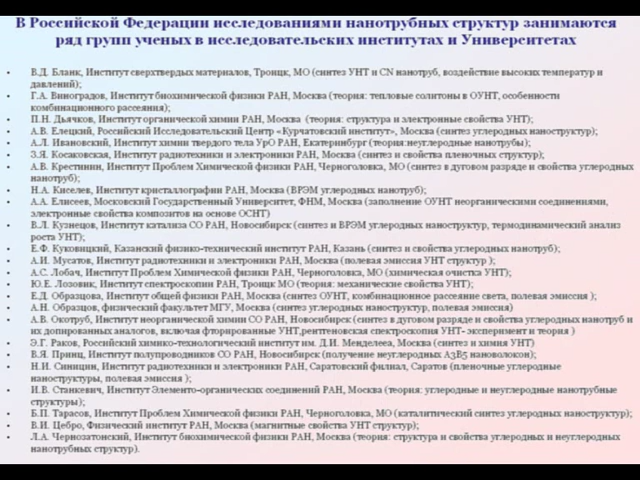 В Российской Федерации исследованиями нанотрубных структур занимаются
ряд групп ученых в исследовательских институтах и Университетах
• В.Д. Бланк, Институт сверхтвердых материалов, Троицк, МО (синтез УНТ и CN нанотруб, воздействие высоких температур и
давлений);
• Г.А. Виноградов, Институт биохимической физики РАН, Москва (теория: тепловые солитоны в ОУНТ, особенности
комбинационного рассеяния);
• П.Н. Дьячков, Институт органической химии РАН, Москва (теория: структура и электронные свойства УНТ);
• А.В. Елецкий, Российский Исследовательский Центр «Курчатовский институт», Москва (синтез углеродных наноструктур);
• А.Л. Ивановский, Институт химии твердого тела УрО РАН, Екатеринбург (теория:неуглеродные нанотрубы);
• З.Я. Косаковская, Институт радиотехники и электроники РАН, Москва (синтез и свойства пленочных структур);
• А.В. Крестинин, Институт Проблем Химической физики РАН, Черноголовка, МО (синтез в дуговом разряде и свойства углеродных
нанотруб);
• Н.А. Киселев, Институт кристаллографии РАН, Москва (ВРЭМ углеродных нанотруб);
• А.А. Елисеев, Московский Государственный Университет, ФНМ, Москва (заполнение ОУНТ неорганическими соединениями,
электронные свойства композитов на основе ОСНТ)
• В.Л. Кузнецов, Институт катализа СО РАН, Новосибирск (синтез и ВРЭМ углеродных наноструктур, термодинамический анализ
роста УНТ);
• Е.Ф. Куковицкий, Казанский физико-технический институт РАН, Казань (синтез и свойства углеродных нанотруб);
• А.И. Мусатов, Институт радиотехники и электроники РАН, Москва (полевая эмиссия УНТ структур );
• А.С. Лобач, Институт Проблем Химической физики РАН, Черноголовка, МО (химическая очистка УНТ);
• Ю.Е. Лозовик, Институт спектроскопии РАН, Троицк МО (теория: механические свойства УНТ);
• Е.Д. Образцова, Институт общей физики РАН, Москва (синтез ОУНТ, комбинационное рассеяние света, полевая эмиссия );
• А.Н. Образцов, физический факультет МГУ, Москва (синтез углеродных наноструктур, полевая эмиссия)
• А.В. Окотруб, Институт неорганической химии СО РАН, Новосибирск (синтез в дуговом разряде и свойства углеродных нанотруб и
их допированных аналогов, включая фторированные УНТ,рентгеновская спектроскопия УНТ- эксперимент и теория )
• Э.Г. Раков, Российский химико-технологический институт им. Д.И. Менделеева, Москва (синтез и химия УНТ)
• В.Я. Принц, Институт полупроводников СО РАН, Новосибирск (получение неуглеродных А3В5 нановолокон);
• Н.И. Синицин, Институт радиотехники и электроники РАН, Саратовский филиал, Саратов (пленочные углеродные
наноструктуры, полевая эмиссия );
• И.В. Станкевич, Институт Элементо-органических соединений РАН, Москва (теория: углеродные и неуглеродные нанотрубные
структуры);
• Б.П. Тарасов, Институт Проблем Химической физики РАН, Черноголовка, МО (каталитический синтез углеродных наноструктур);
• В.И. Цебро, Физический институт РАН, Москва (магнитные свойства УНТ структур);
• Л.А. Чернозатонский, Институт биохимической физики РАН, Москва (теория: структура и свойства углеродных и неуглеродных
нанотрубных структур).